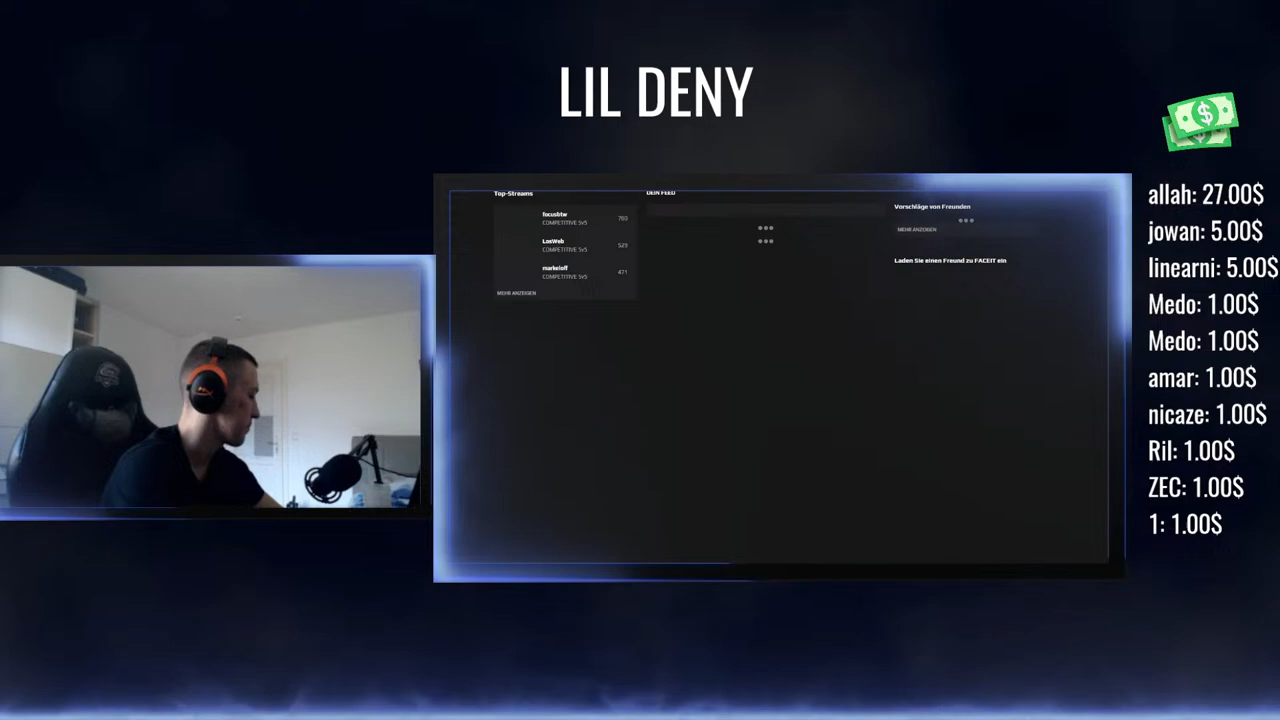 LIL DENY
Top-Streams
focusbtw
760
COMPETITIVE 5v5
LosWeb
529
COMPETITIVE 5v5
markeloff
471
COMPETITIVE 5v5
MEHR ANZEIGEN
DEIN FEED
Vorschläge von Freunden
MEHR ANZEIGEN
Laden Sie einen Freund zu FACEIT ein
allah: 27.00$
jowan: 5.00$
linearni: 5.00$
Medo: 1.00$
Medo: 1.00$
amar: 1.00$
nicaze: 1.00$
Ril: 1.00$
ZEC: 1.00$
1: 1.00$